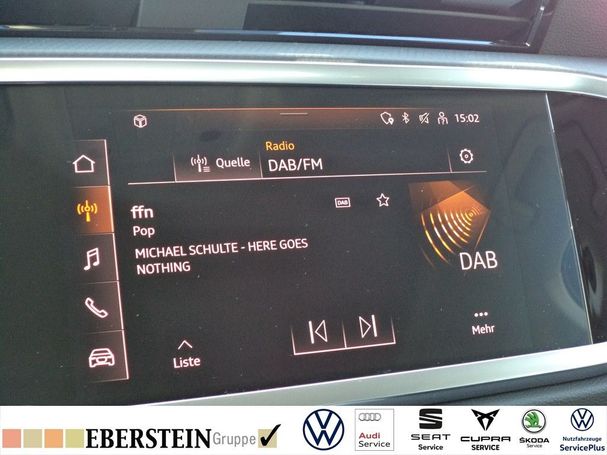 15:02
Radio
Quelle
DAB/FM
ffn
DAB
Pop
MICHAEL SCHULTE - HERE GOES
NOTHING
DAB
Liste
Mehr
EBERSTEIN Gruppe
Audi
Service
SEAT
SERVICE
CUPRA
SERVICE
ŠKODA
Service
Nutzfahrzeuge
ServicePlus